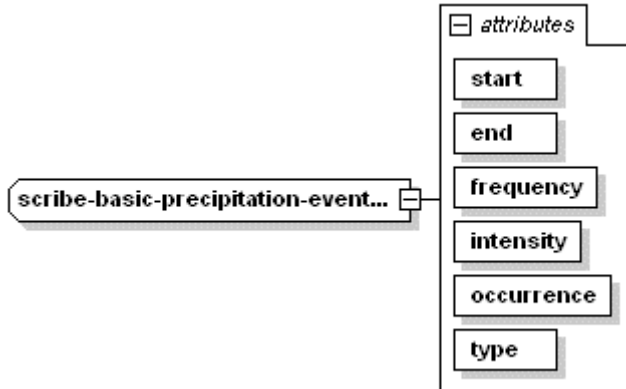 attributes
start
end
frequency
scribe-basic-precipitation-event...
intensity
occurrence
type